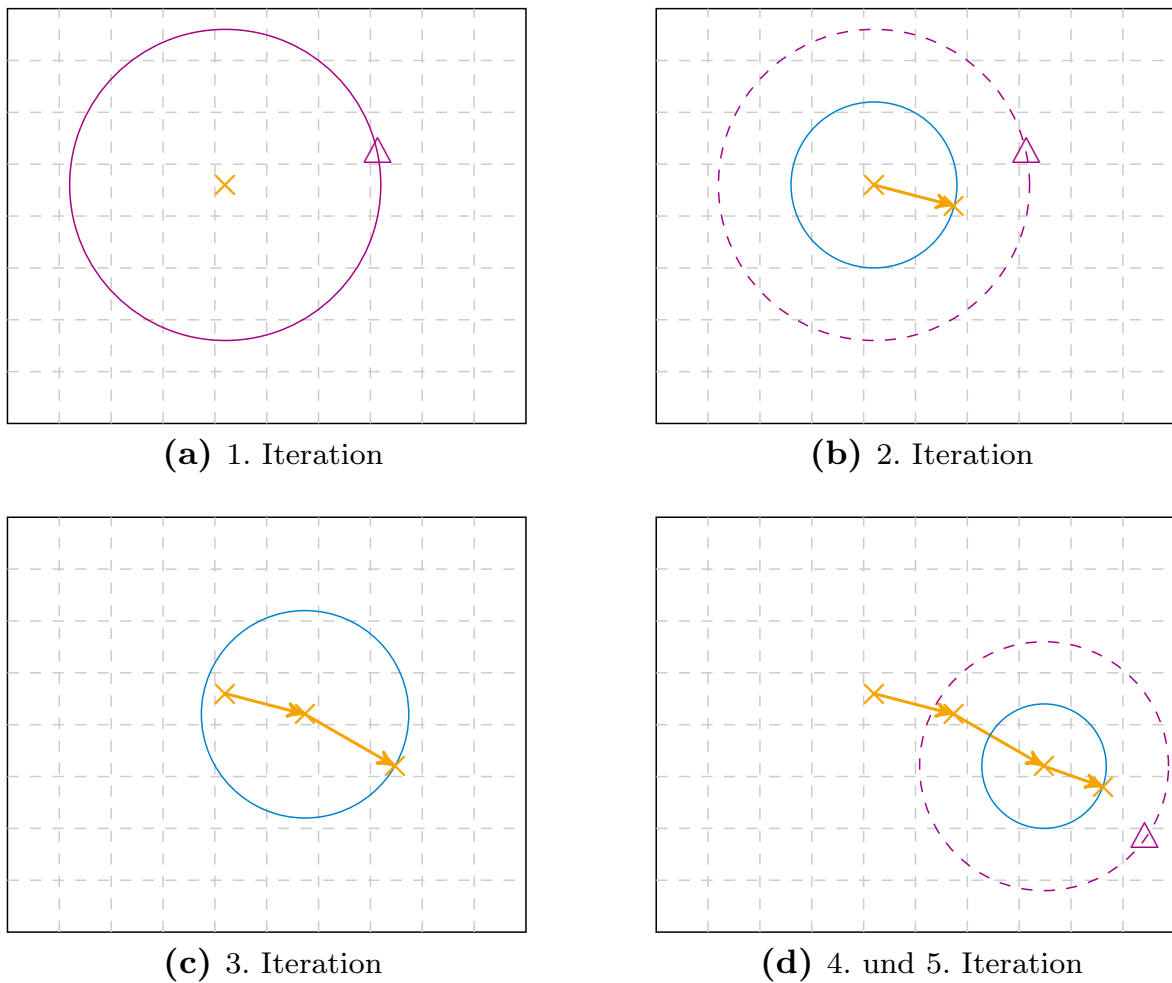 (a) 1. Iteration
(b) 2. Iteration
(c) 3. Iteration
(d) 4. und 5. Iteration